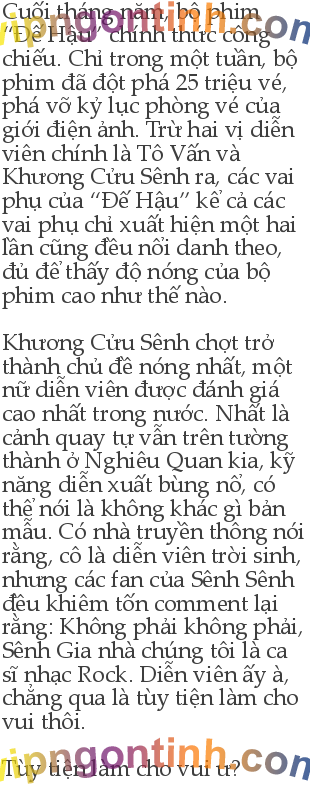 Cuối tháng năm, bộ phim
“Đế Hậu” chính thức công
chiếu. Chỉ trong một tuần, bộ
phim đã đột phá 25 triệu vé,
phá vỡ kỷ lục phòng vé của
giới điện ảnh. Trừ hai vị diễn
viên chính là Tô Vấn và
Khương Cửu Sênh ra, các vai
phụ của “Đế Hậu” kể cả các
vai phụ chỉ xuất hiện một hai
lần cũng đều nổi danh theo,
đủ để thấy độ nóng của bộ
phim cao như thế nào.
Khương Cửu Sênh chợt trở
thành chủ đề nóng nhất, một
nữ diễn viên được đánh giá
cao nhất trong nước. Nhất là
cảnh quay tự vẫn trên tường
thành ở Nghiêu Quan kia, kỹ
năng diễn xuất bùng nổ, có
thể nói là không khác gì bản
mẫu. Có nhà truyền thông nói
rằng, cô là diễn viên trời sinh,
nhưng các fan của Sênh Sênh
đều khiêm tốn comment lại
rằng: Không phải không phải,
Sênh Gia nhà chúng tôi là ca
sĩ nhạc Rock. Diễn viên ấy à,
chẳng qua là tùy tiện làm cho
vui thôi.
Tùy tiện làm cho vui ư?
vipngontinh.com
vipngontinh.com